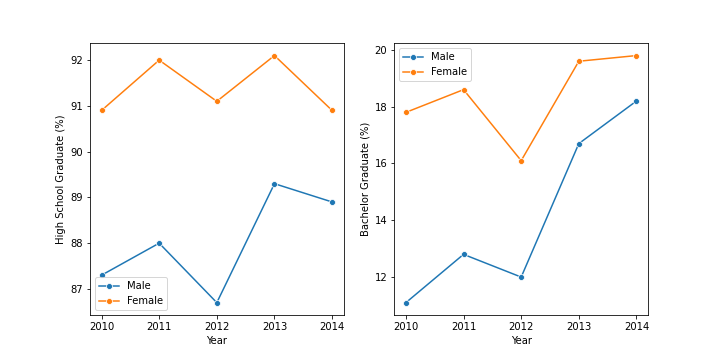 High School Graduate (%)
92
91
90
89
88
87
Male
Female
2010 2011 2012 2013 2014
Year
Bachelor Graduate (%)
20
18
16
14
12
Male
Female
2010 2011 2012 2013 2014
Year